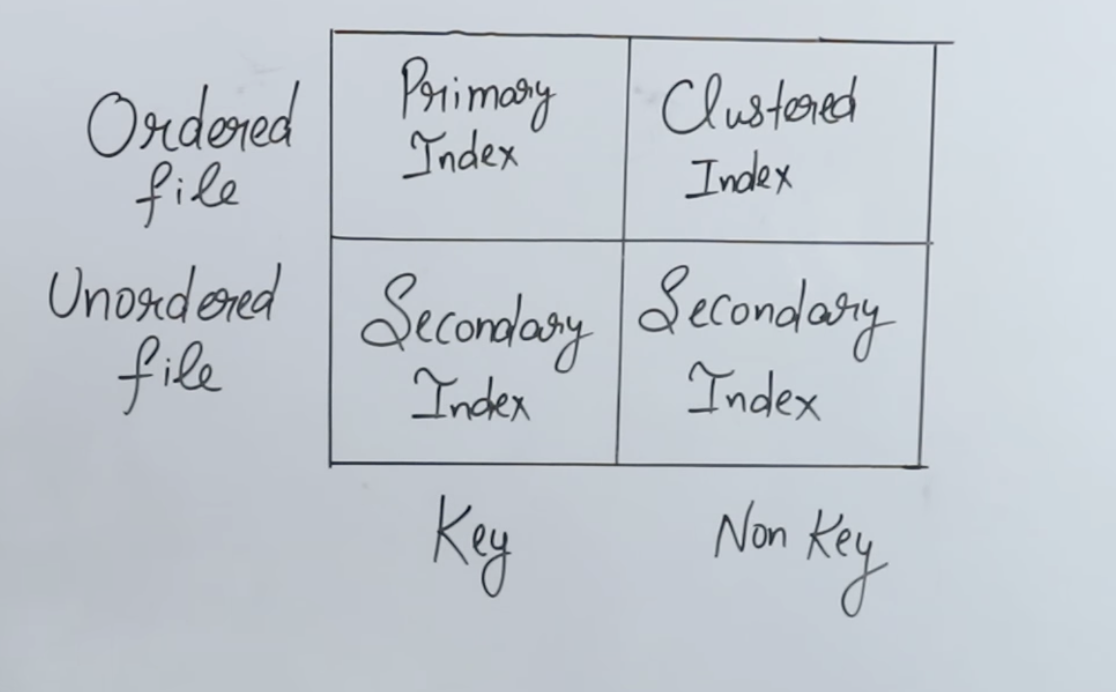 Ordered
file
Primary
Index
Clustered
Index
Unordered
file
Secondary
Index
Secondary
Index
Key
Non Key